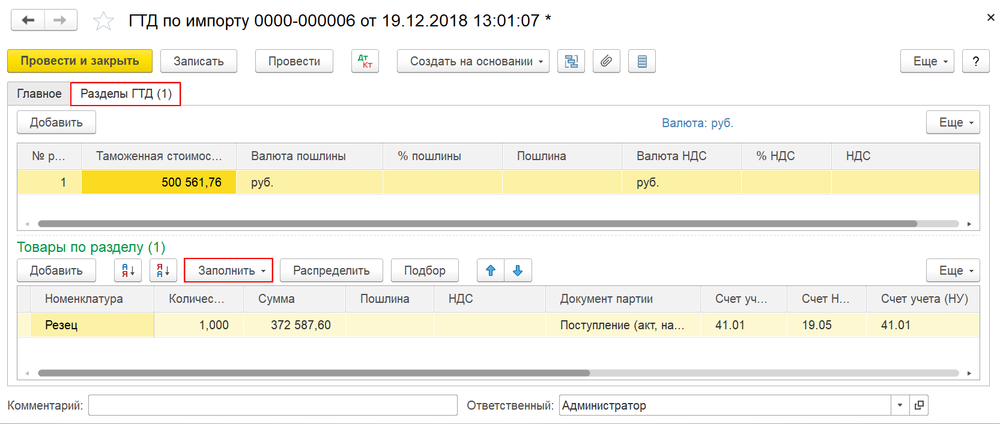 ГТД по импорту 0000-000006 от 19.12.2018 13:01:07 *
Провести и закрыть Записать Провести Дт Кт Создать на основании Еще ?
Главное Разделы ГТД (1)
Добавить Валюта: руб. Еще
№ р... Таможенная стоимос... Валюта пошлины % пошлины Пошлина Валюта НДС % НДС НДС
1 500 561,76 руб. руб.
Товары по разделу (1)
Добавить А Я Я А Заполнить Распределить Подбор Еще
Номенклатура Количес... Сумма Пошлина НДС Документ партии Счет уч... Счет Н... Счет учета (НУ)
Резец 1,000 372 587,60 Поступление (акт, на... 41.01 19.05 41.01
Комментарий: Ответственный: Администратор